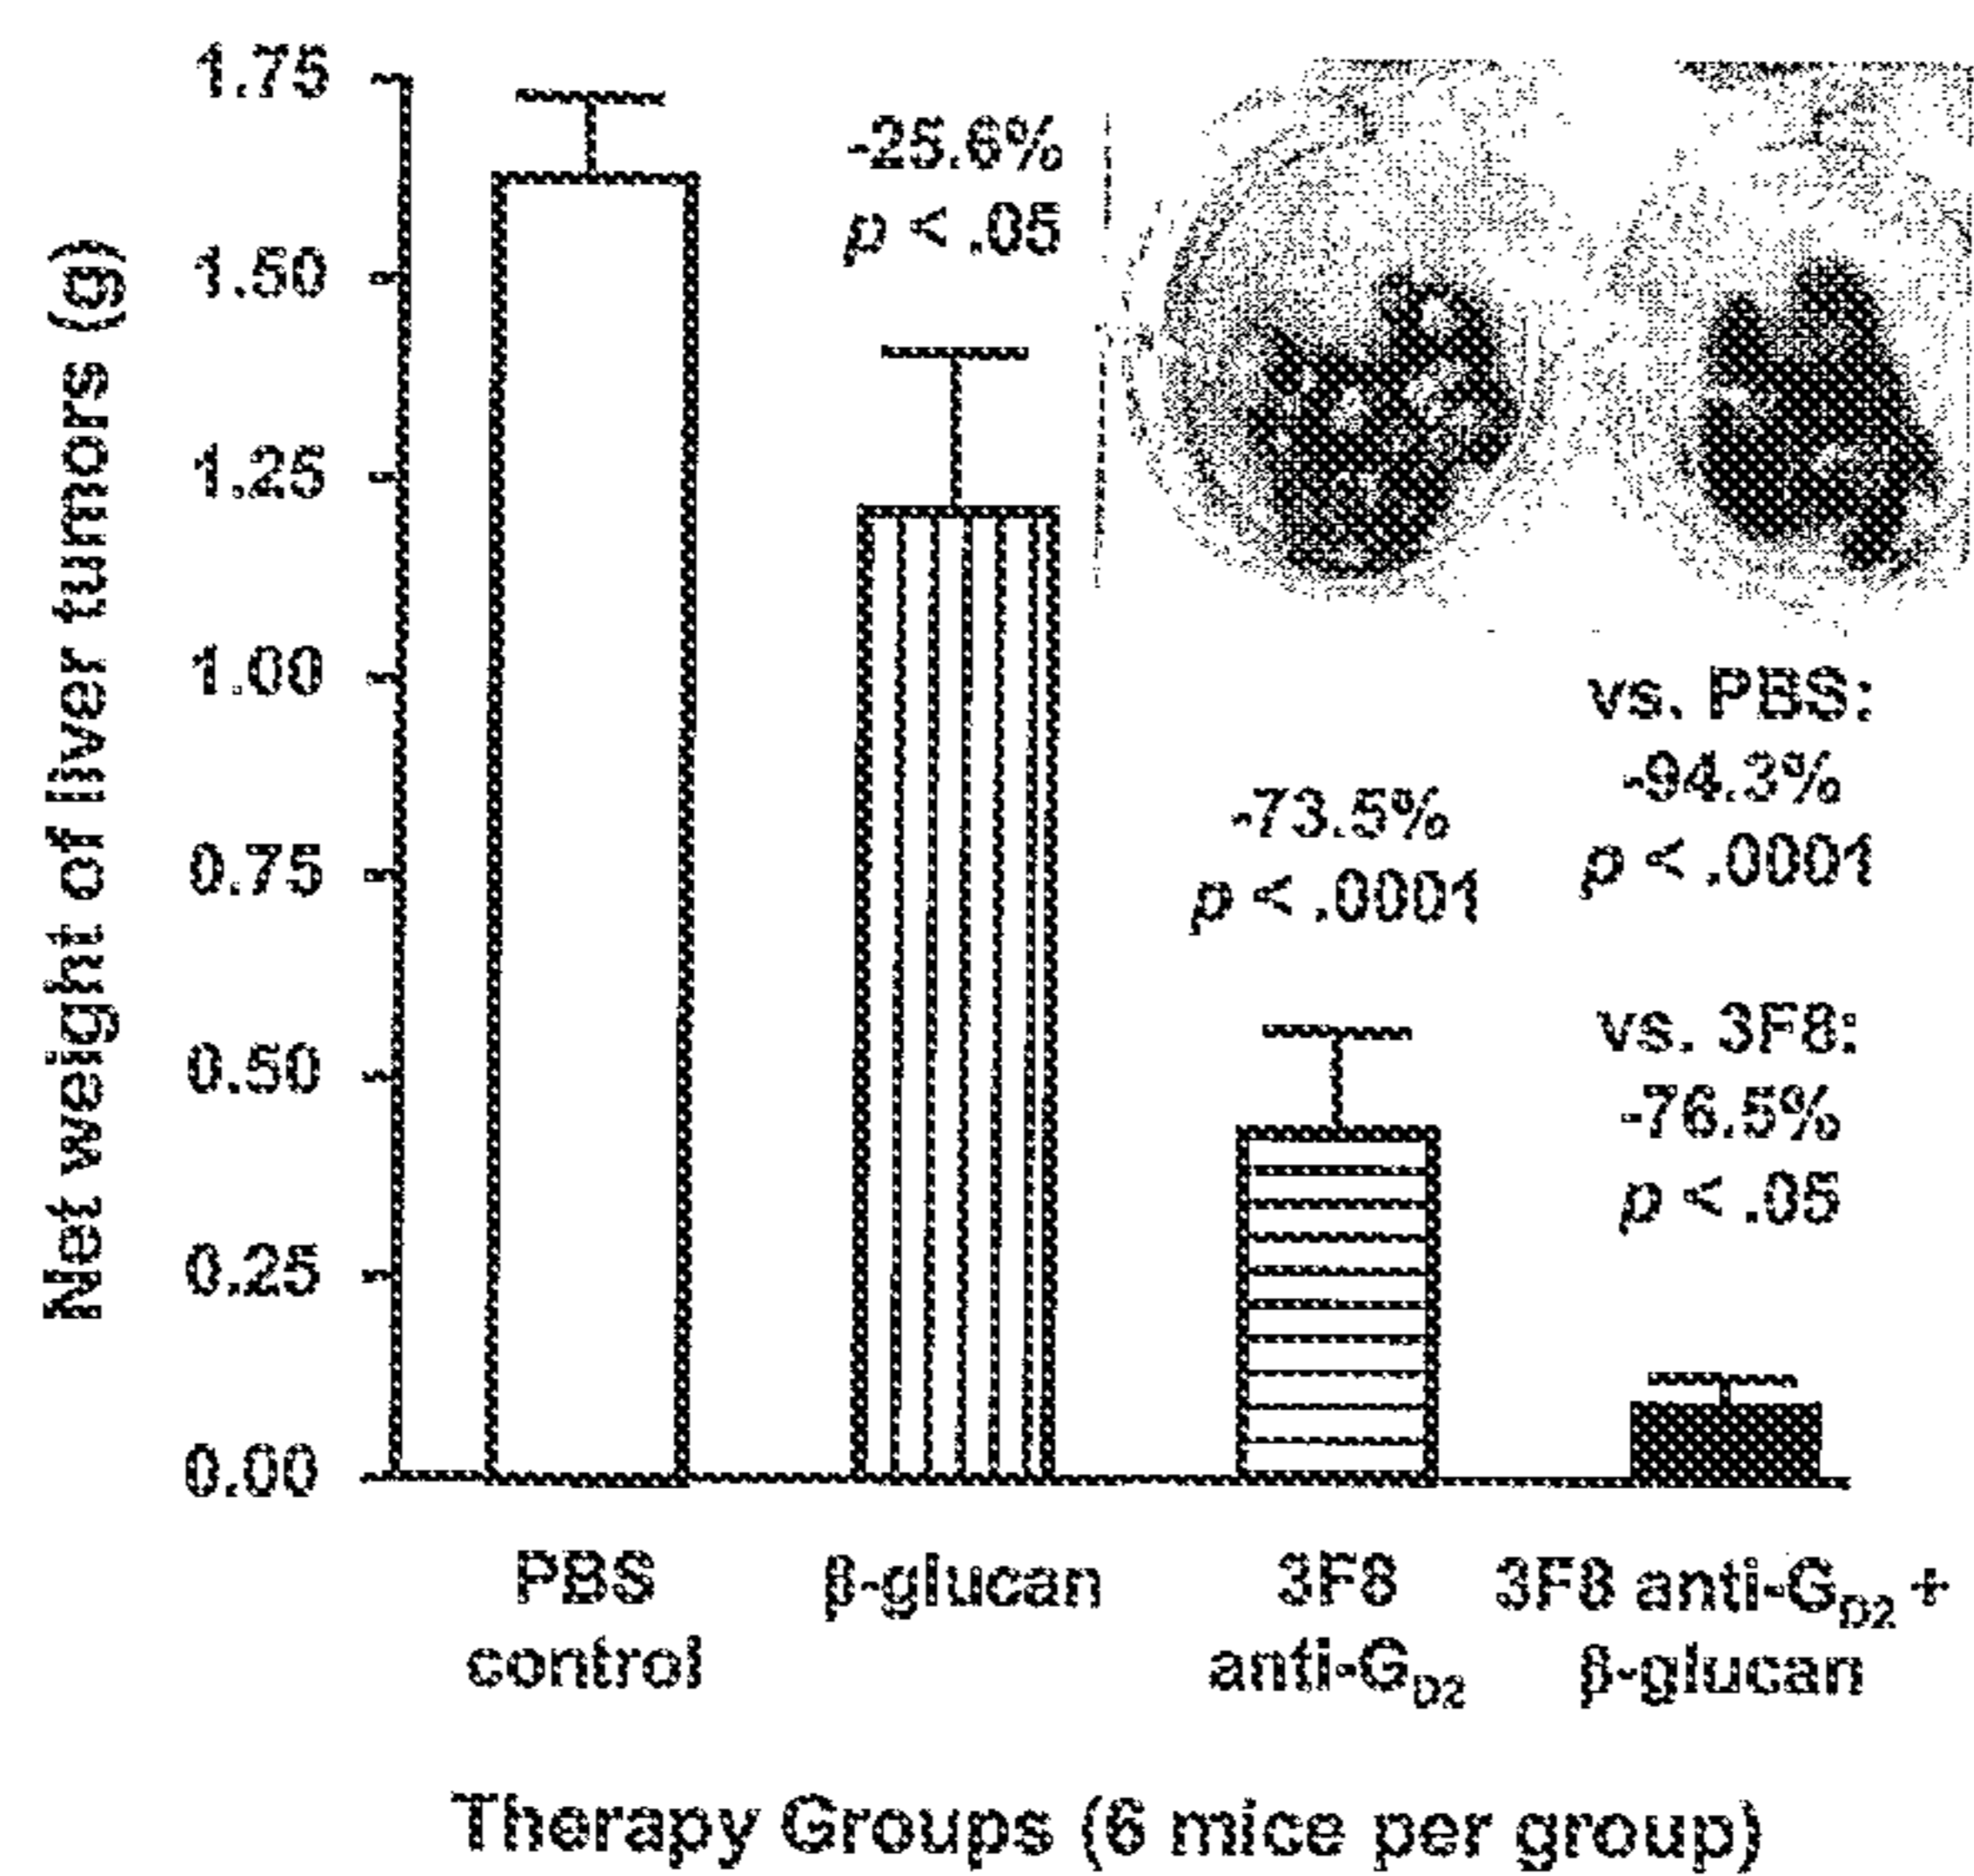 Net weight of liver tumors (g)
1.75
1.50
1.25
1.00
0.75
0.50
0.25
0.00
-25.6%
p < .05
-73.5%
p < .0001
vs. PBS:
-94.3%
p < .0001
vs. 3F8:
-76.5%
p < .05
PBS
control
β-glucan
3F8
anti-G_D2
3F8 anti-G_D2 +
β-glucan
Therapy Groups (6 mice per group)